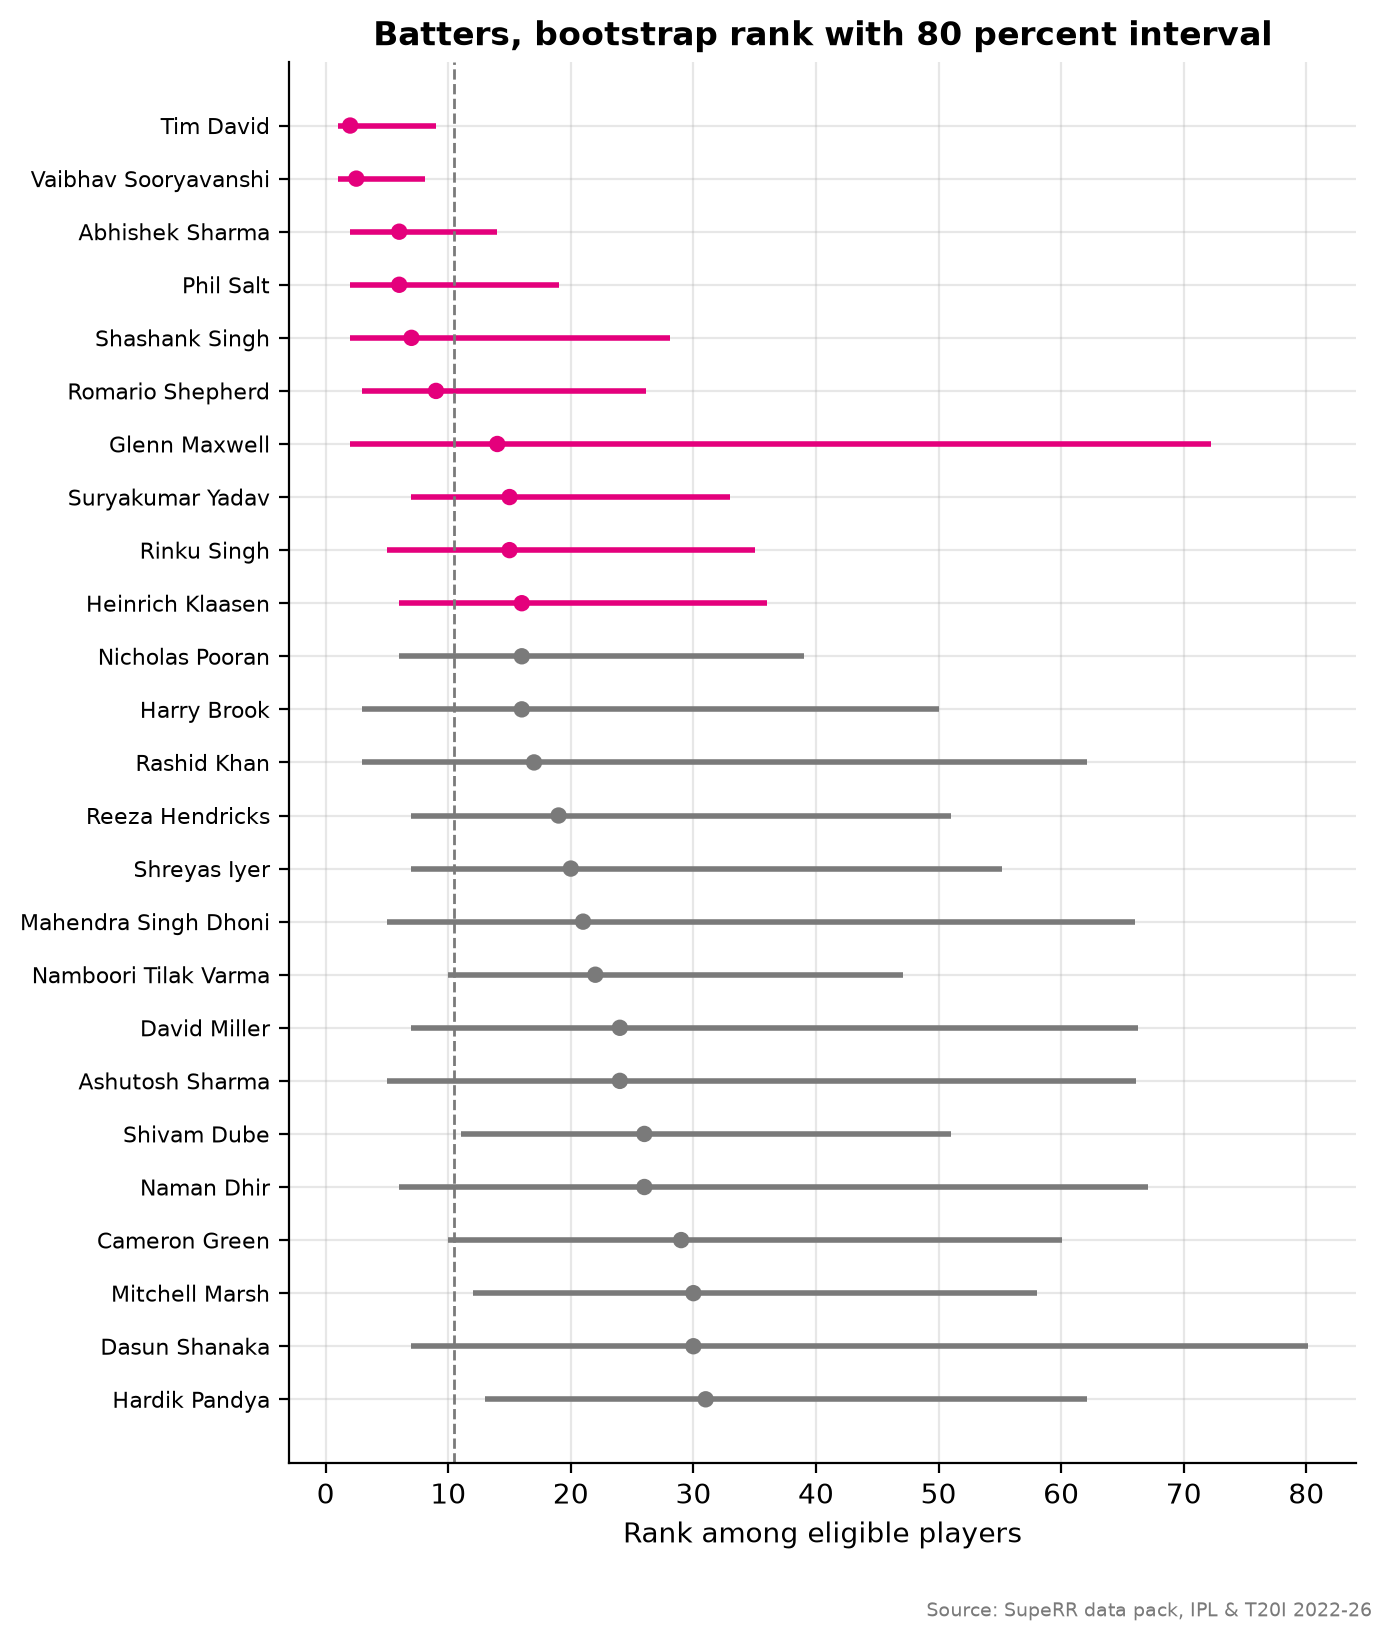 Batters, bootstrap rank with 80 percent interval
Tim David
Vaibhav Sooryavanshi
Abhishek Sharma
Phil Salt
Shashank Singh
Romario Shepherd
Glenn Maxwell
Suryakumar Yadav
Rinku Singh
Heinrich Klaasen
Nicholas Pooran
Harry Brook
Rashid Khan
Reeza Hendricks
Shreyas Iyer
Mahendra Singh Dhoni
Namboori Tilak Varma
David Miller
Ashutosh Sharma
Shivam Dube
Naman Dhir
Cameron Green
Mitchell Marsh
Dasun Shanaka
Hardik Pandya
0 10 20 30 40 50 60 70 80
Rank among eligible players
Source: SupeRR data pack, IPL & T20I 2022-26